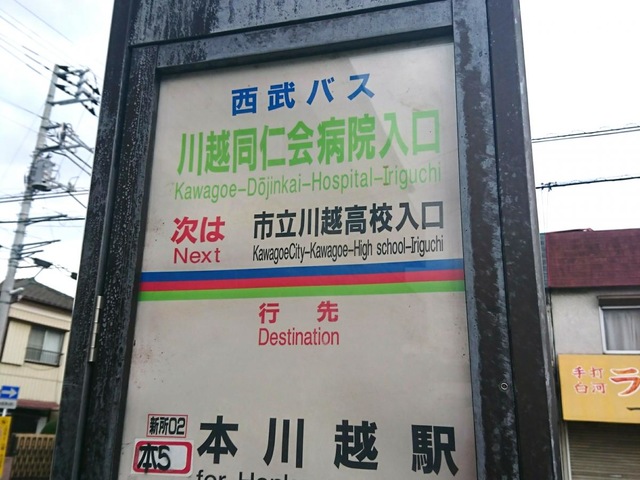 西武バス
川越同仁会病院入口
Kawagoe-Dōjinkai-Hospital-Iriguchi
次は 市立川越高校入口
Next KawagoeCity-Kawagoe-High school-Iriguchi
行先
Destination
新所02
本5 本川越駅
手打
白河
ラ